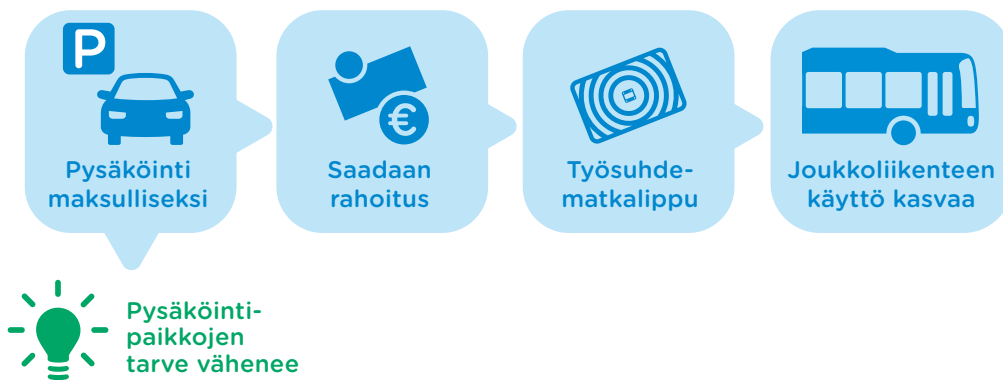 P
Pysäköinti
maksulliseksi
€
Saadaan
rahoitus
Työsuhde-
matkalippu
Joukkoliikenteen
käyttö kasvaa
Pysäköinti-
paikkojen
tarve vähenee